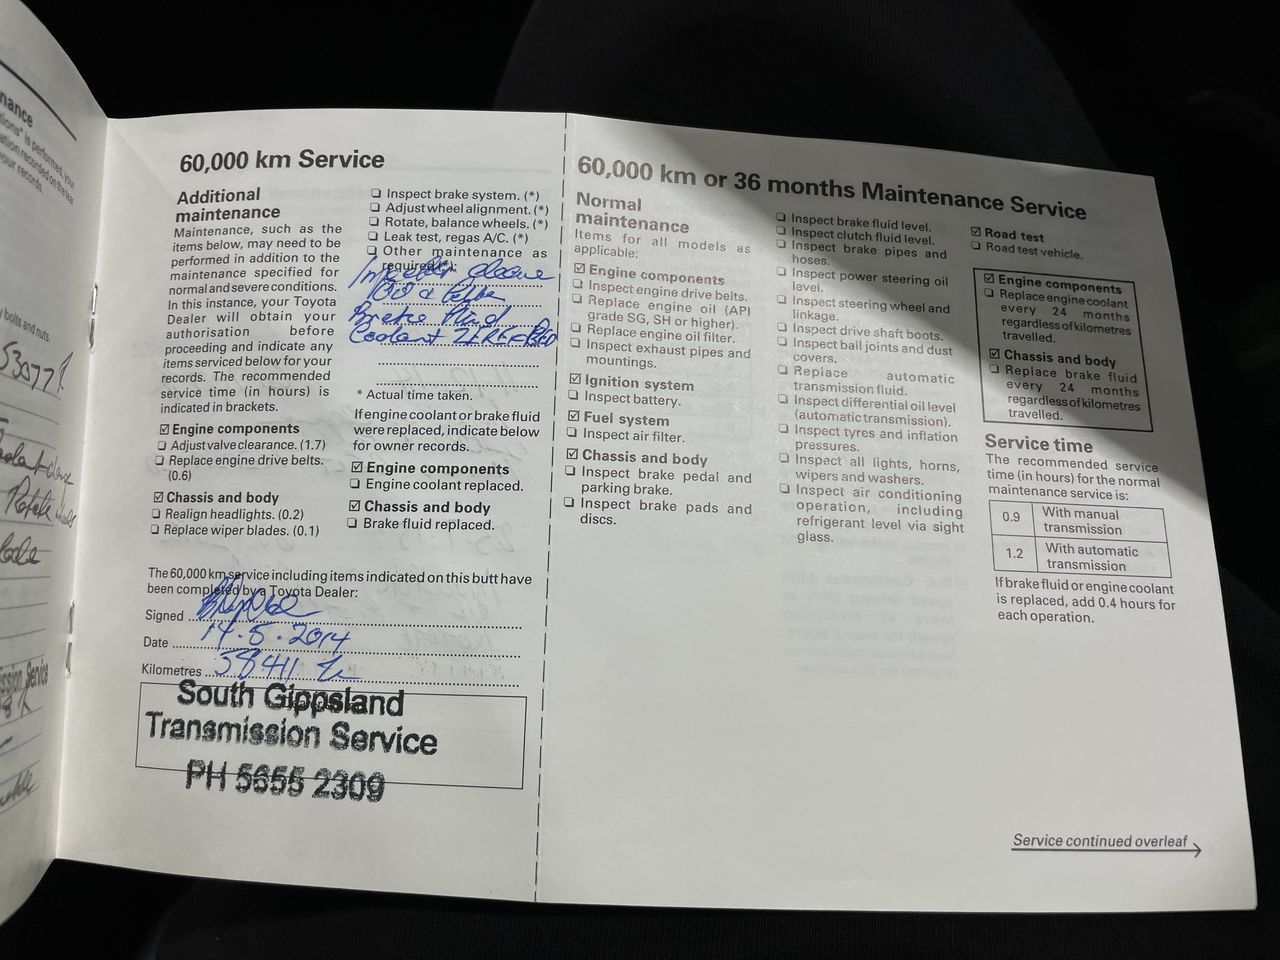 nance
tions" is performed, your
ation recorded on the
your records.
y bolts and nuts.
53077 K
60,000 km Service
Additional
maintenance
Maintenance, such as the
items below, may need to be
performed in addition to the
maintenance specified for
normal and severe conditions.
In this instance, your Toyota
Dealer will obtain your
authorisation before
proceeding and indicate any
items serviced below for your
records. The recommended
service time (in hours) is
indicated in brackets.
☑ Engine components
❏ Adjust valve clearance. (1.7)
❏ Replace engine drive belts.
(0.6)
☑ Chassis and body
❏ Realign headlights. (0.2)
❏ Replace wiper blades. (0.1)
❏ Inspect brake system. (*)
❏ Adjust wheel alignment. (*)
❏ Rotate, balance wheels. (*)
❏ Leak test, regas A/C. (*)
❏ Other maintenance as
required (*):
Brake Fluid
Coolant
* Actual time taken.
If engine coolant or brake fluid
were replaced, indicate below
for owner records.
☑ Engine components
❏ Engine coolant replaced.
☑ Chassis and body
❏ Brake fluid replaced.
The 60,000 km service including items indicated on this butt have
been completed by a Toyota Dealer:
Signed
Date 14.5.2014
Kilometres 58411 K
South Gippsland
Transmission Service
PH 5655 2309
60,000 km or 36 months Maintenance Service
Normal
maintenance
Items for all models as
applicable:
☑ Engine components
❏ Inspect engine drive belts.
❏ Replace engine oil (API
grade SG, SH or higher).
❏ Replace engine oil filter.
❏ Inspect exhaust pipes and
mountings.
☑ Ignition system
❏ Inspect battery.
☑ Fuel system
❏ Inspect air filter.
☑ Chassis and body
❏ Inspect brake pedal and
parking brake.
❏ Inspect brake pads and
discs.
❏ Inspect brake fluid level.
❏ Inspect clutch fluid level.
❏ Inspect brake pipes and
hoses.
❏ Inspect power steering oil
level.
❏ Inspect steering wheel and
linkage.
❏ Inspect drive shaft boots.
❏ Inspect ball joints and dust
covers.
❏ Replace automatic
transmission fluid.
❏ Inspect differential oil level
(automatic transmission).
❏ Inspect tyres and inflation
pressures.
❏ Inspect all lights, horns,
wipers and washers.
❏ Inspect air conditioning
operation, including
refrigerant level via sight
glass.
☑ Road test
❏ Road test vehicle.
☑ Engine components
❏ Replace engine coolant
every 24 months
regardless of kilometres
travelled.
☑ Chassis and body
❏ Replace brake fluid
every 24 months
regardless of kilometres
travelled.
Service time
The recommended service
time (in hours) for the normal
maintenance service is:
0.9 With manual
transmission
1.2 With automatic
transmission
If brake fluid or engine coolant
is replaced, add 0.4 hours for
each operation.
Service continued overleaf